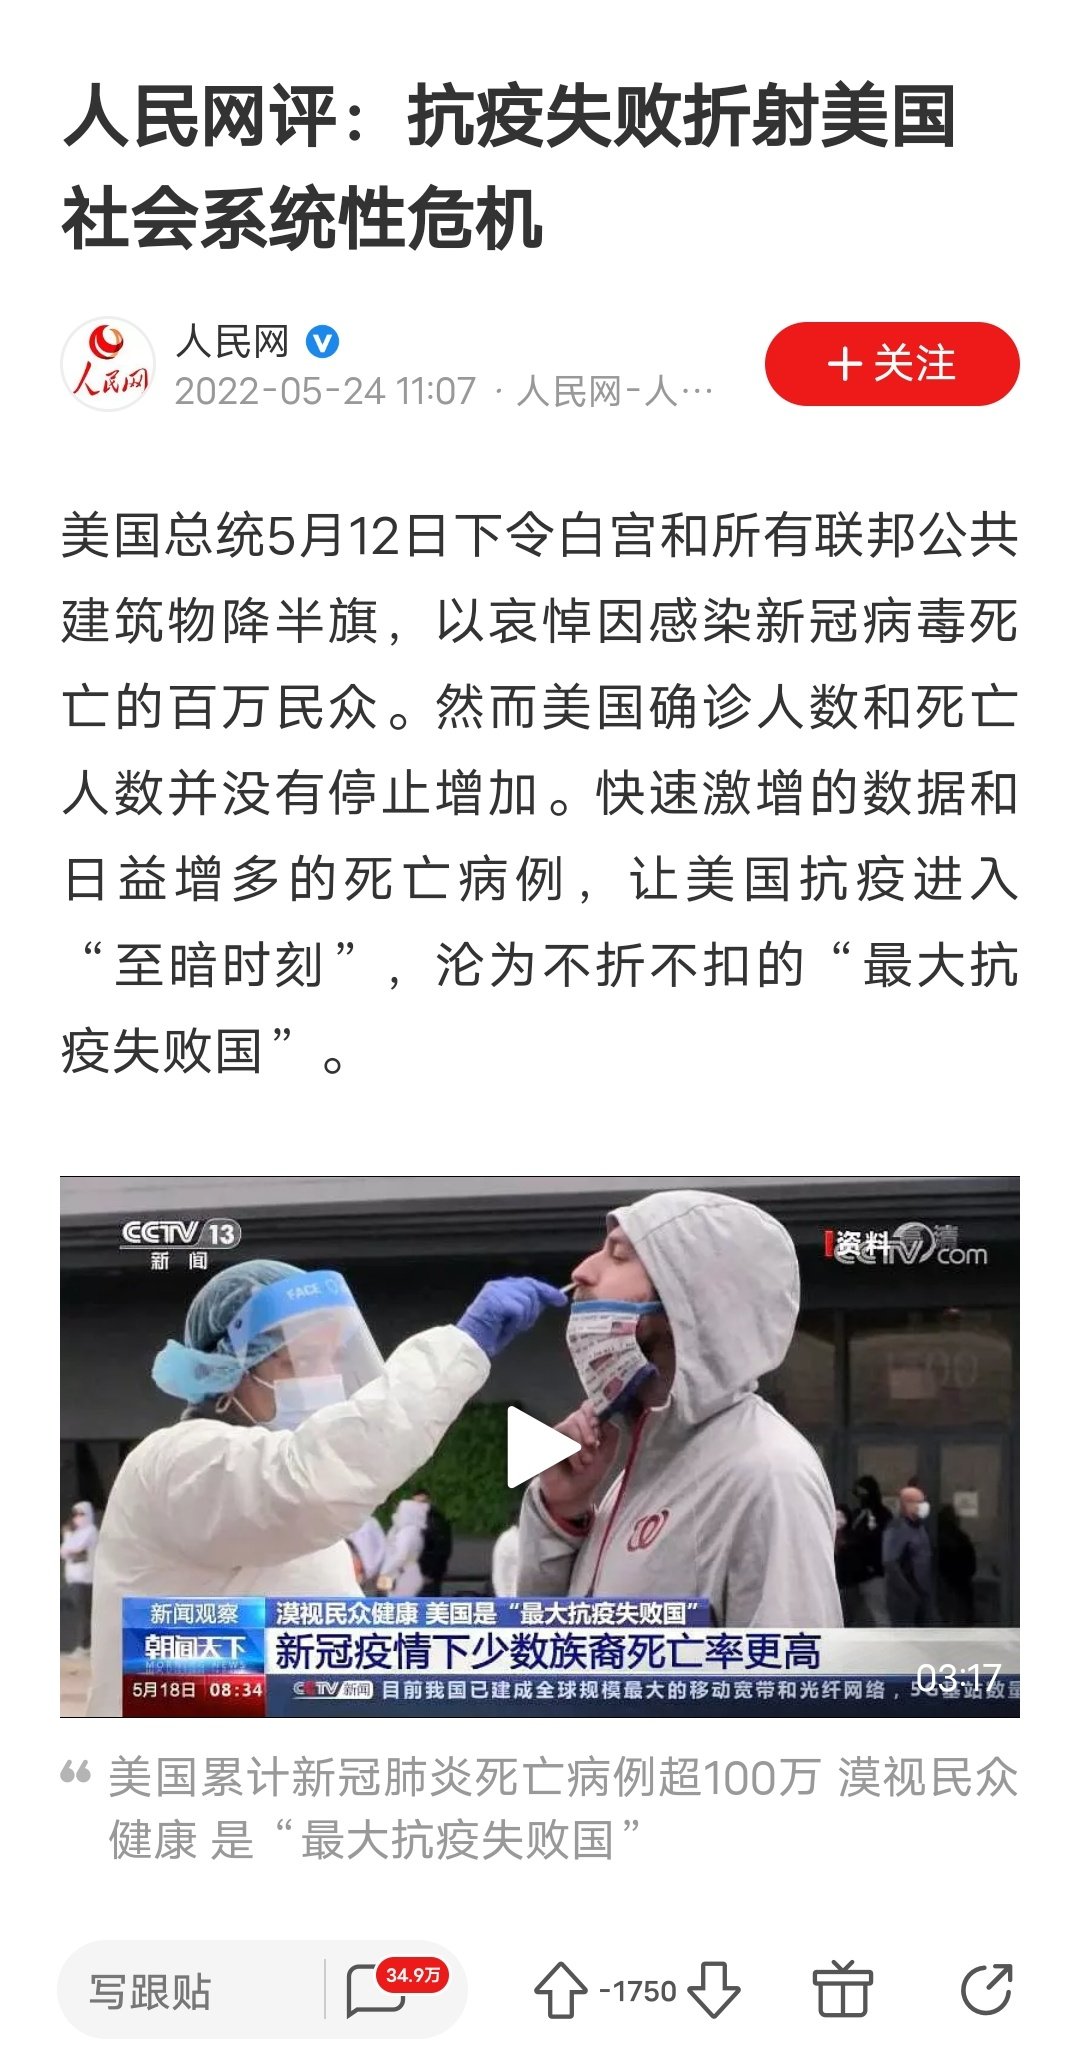 人民网评：抗疫失败折射美国
社会系统性危机
人民网
人民网
2022-05-24 11:07 · 人民网-人…
+关注
美国总统5月12日下令白宫和所有联邦公共
建筑物降半旗，以哀悼因感染新冠病毒死
亡的百万民众。然而美国确诊人数和死亡
人数并没有停止增加。快速激增的数据和
日益增多的死亡病例，让美国抗疫进入
“至暗时刻”，沦为不折不扣的“最大抗
疫失败国”。
CCTV 13
新闻
资料
CCTV com
FACE
W
新闻观察
漠视民众健康 美国是“最大抗疫失败国”
朝闻天下
MORNING NEWS
新冠疫情下少数族裔死亡率更高
03:17
5月18日 08:34
CCTV新闻 目前我国已建成全球规模最大的移动宽带和光纤网络，5G基站数量
美国累计新冠肺炎死亡病例超100万 漠视民众
健康 是“最大抗疫失败国”
写跟贴
34.9万
-1750